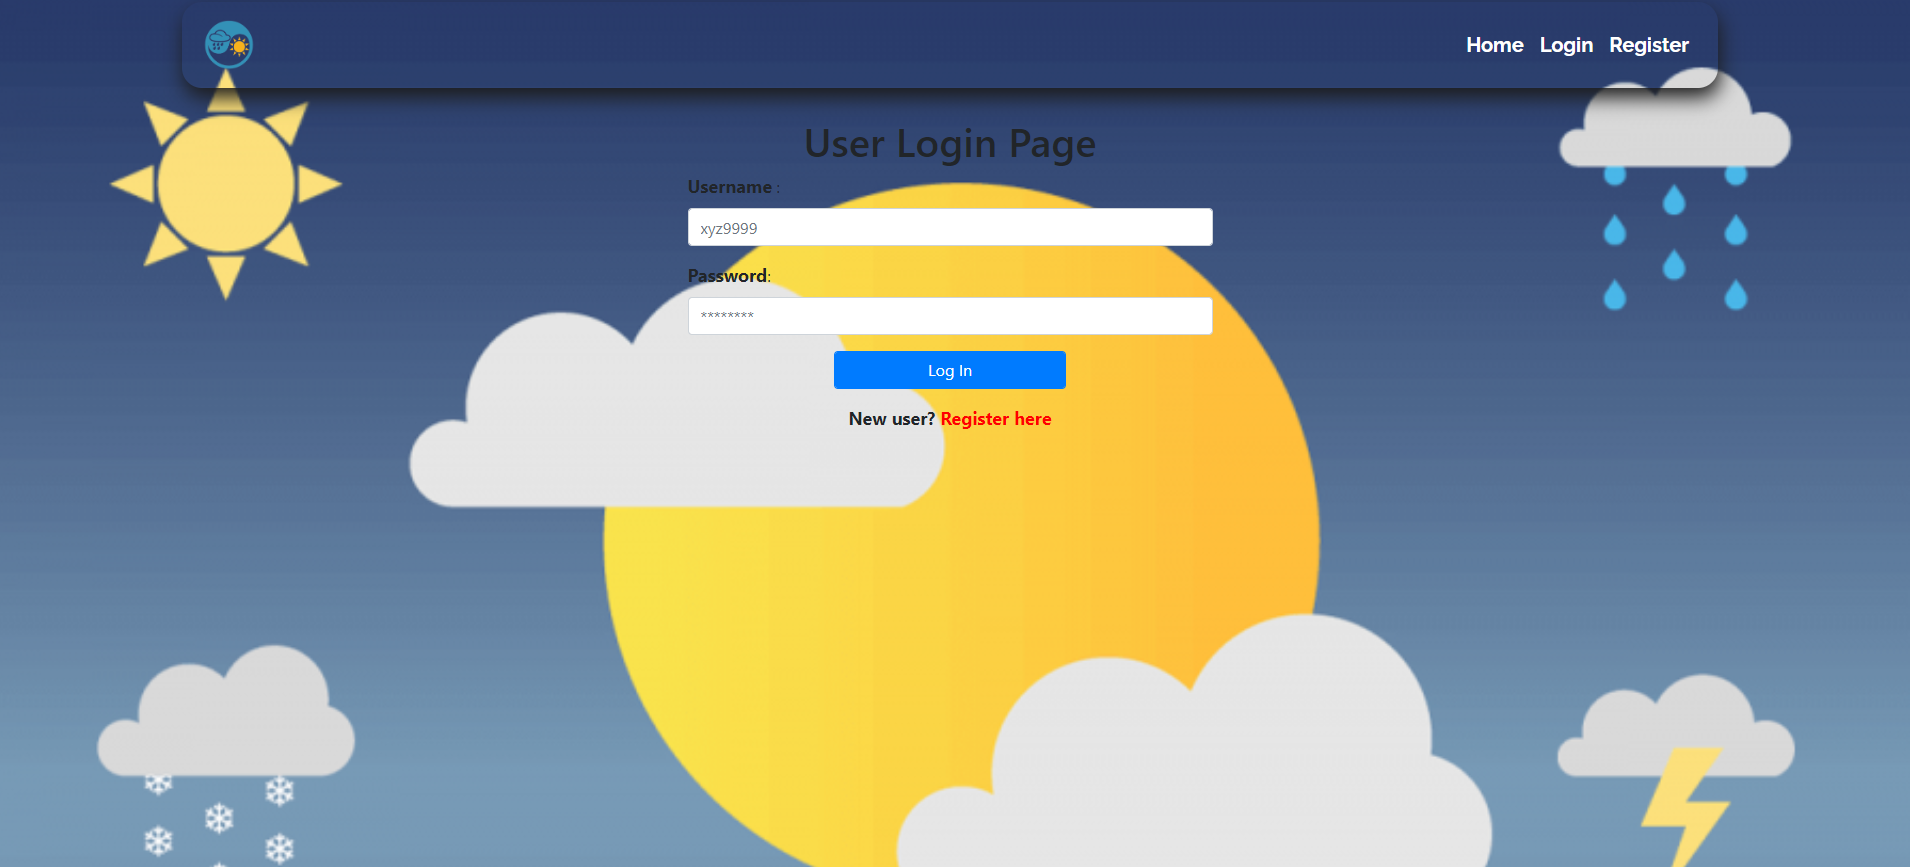 Home Login Register
User Login Page
Username :
xyz9999
Password:
********
Log In
New user? Register here